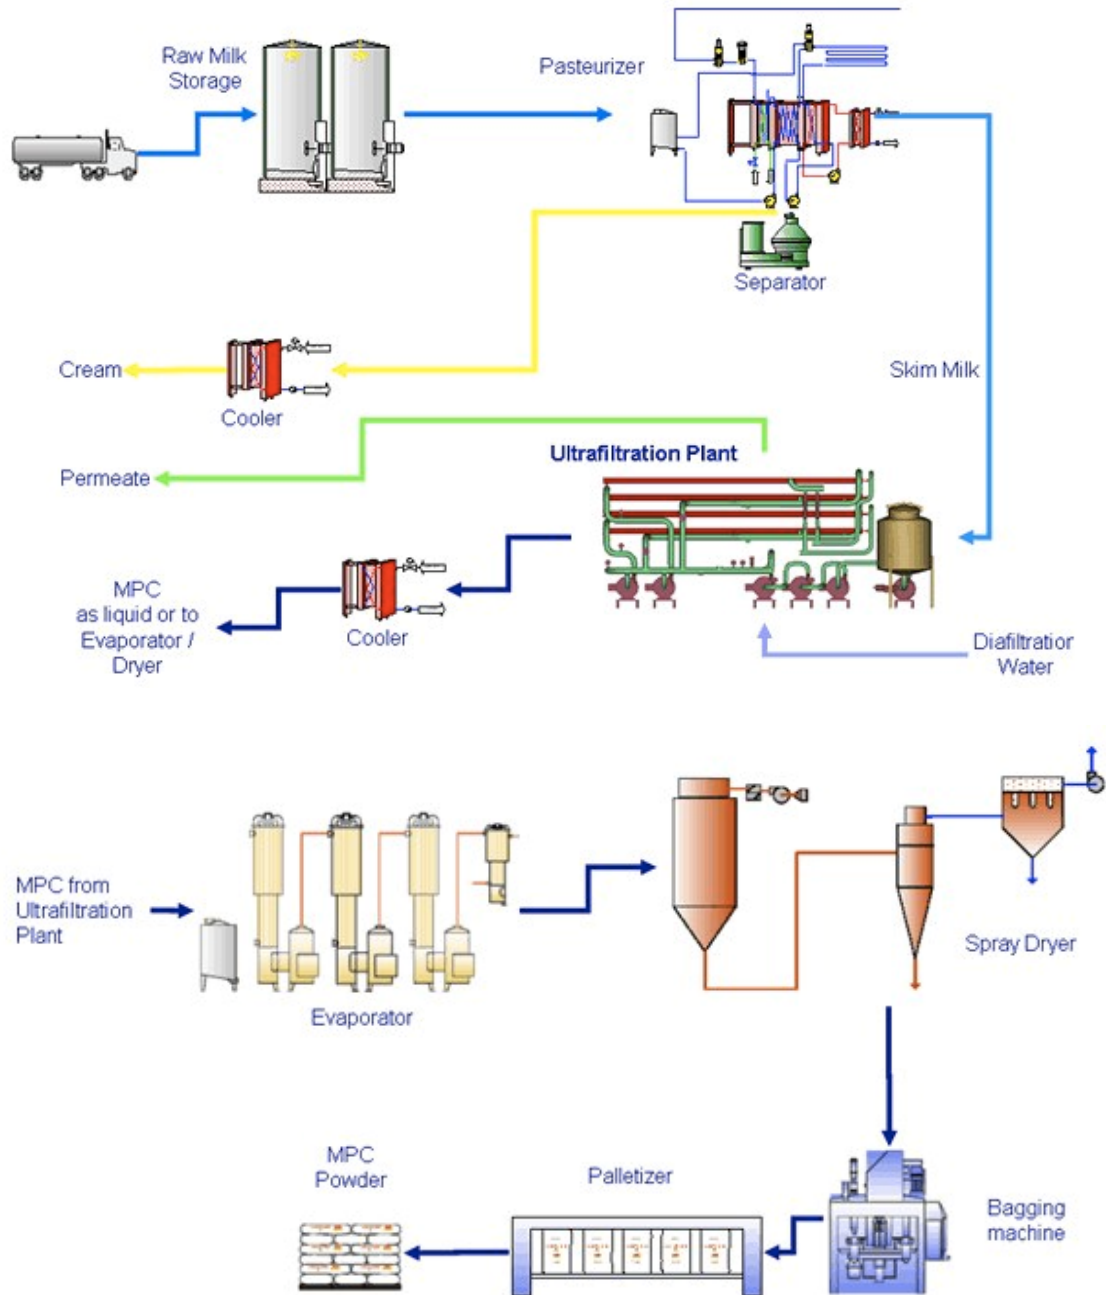 Raw Milk
Storage
Pasteurizer
Separator
Cream
Cooler
Skim Milk
Permeate
Ultrafiltration Plant
MPC
as liquid or to
Evaporator /
Dryer
Cooler
Diafiltratior
Water
MPC from
Ultrafiltration
Plant
Evaporator
Spray Dryer
MPC
Powder
Palletizer
Bagging
machine